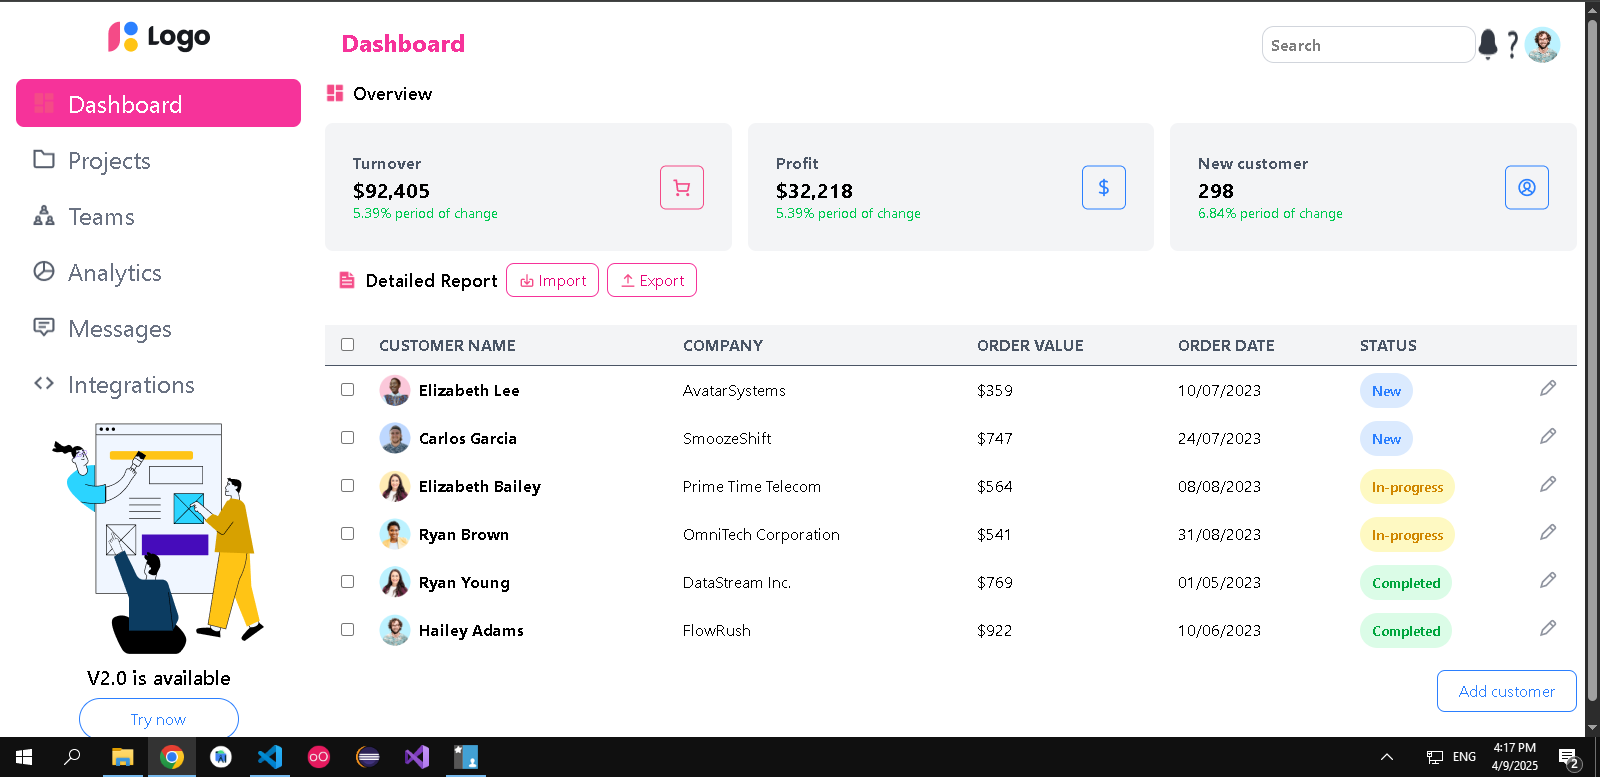 Logo
Dashboard
Search
?
Dashboard
Projects
Teams
Analytics
Messages
Integrations
V2.0 is available
Try now
Overview
Turnover
$92,405
5.39% period of change
Profit
$32,218
5.39% period of change
$
New customer
298
6.84% period of change
Detailed Report Import Export
CUSTOMER NAME COMPANY ORDER VALUE ORDER DATE STATUS
Elizabeth Lee AvatarSystems $359 10/07/2023 New
Carlos Garcia SmoozeShift $747 24/07/2023 New
Elizabeth Bailey Prime Time Telecom $564 08/08/2023 In-progress
Ryan Brown OmniTech Corporation $541 31/08/2023 In-progress
Ryan Young DataStream Inc. $769 01/05/2023 Completed
Hailey Adams FlowRush $922 10/06/2023 Completed
Add customer
ENG
4:17 PM
4/9/2025
2